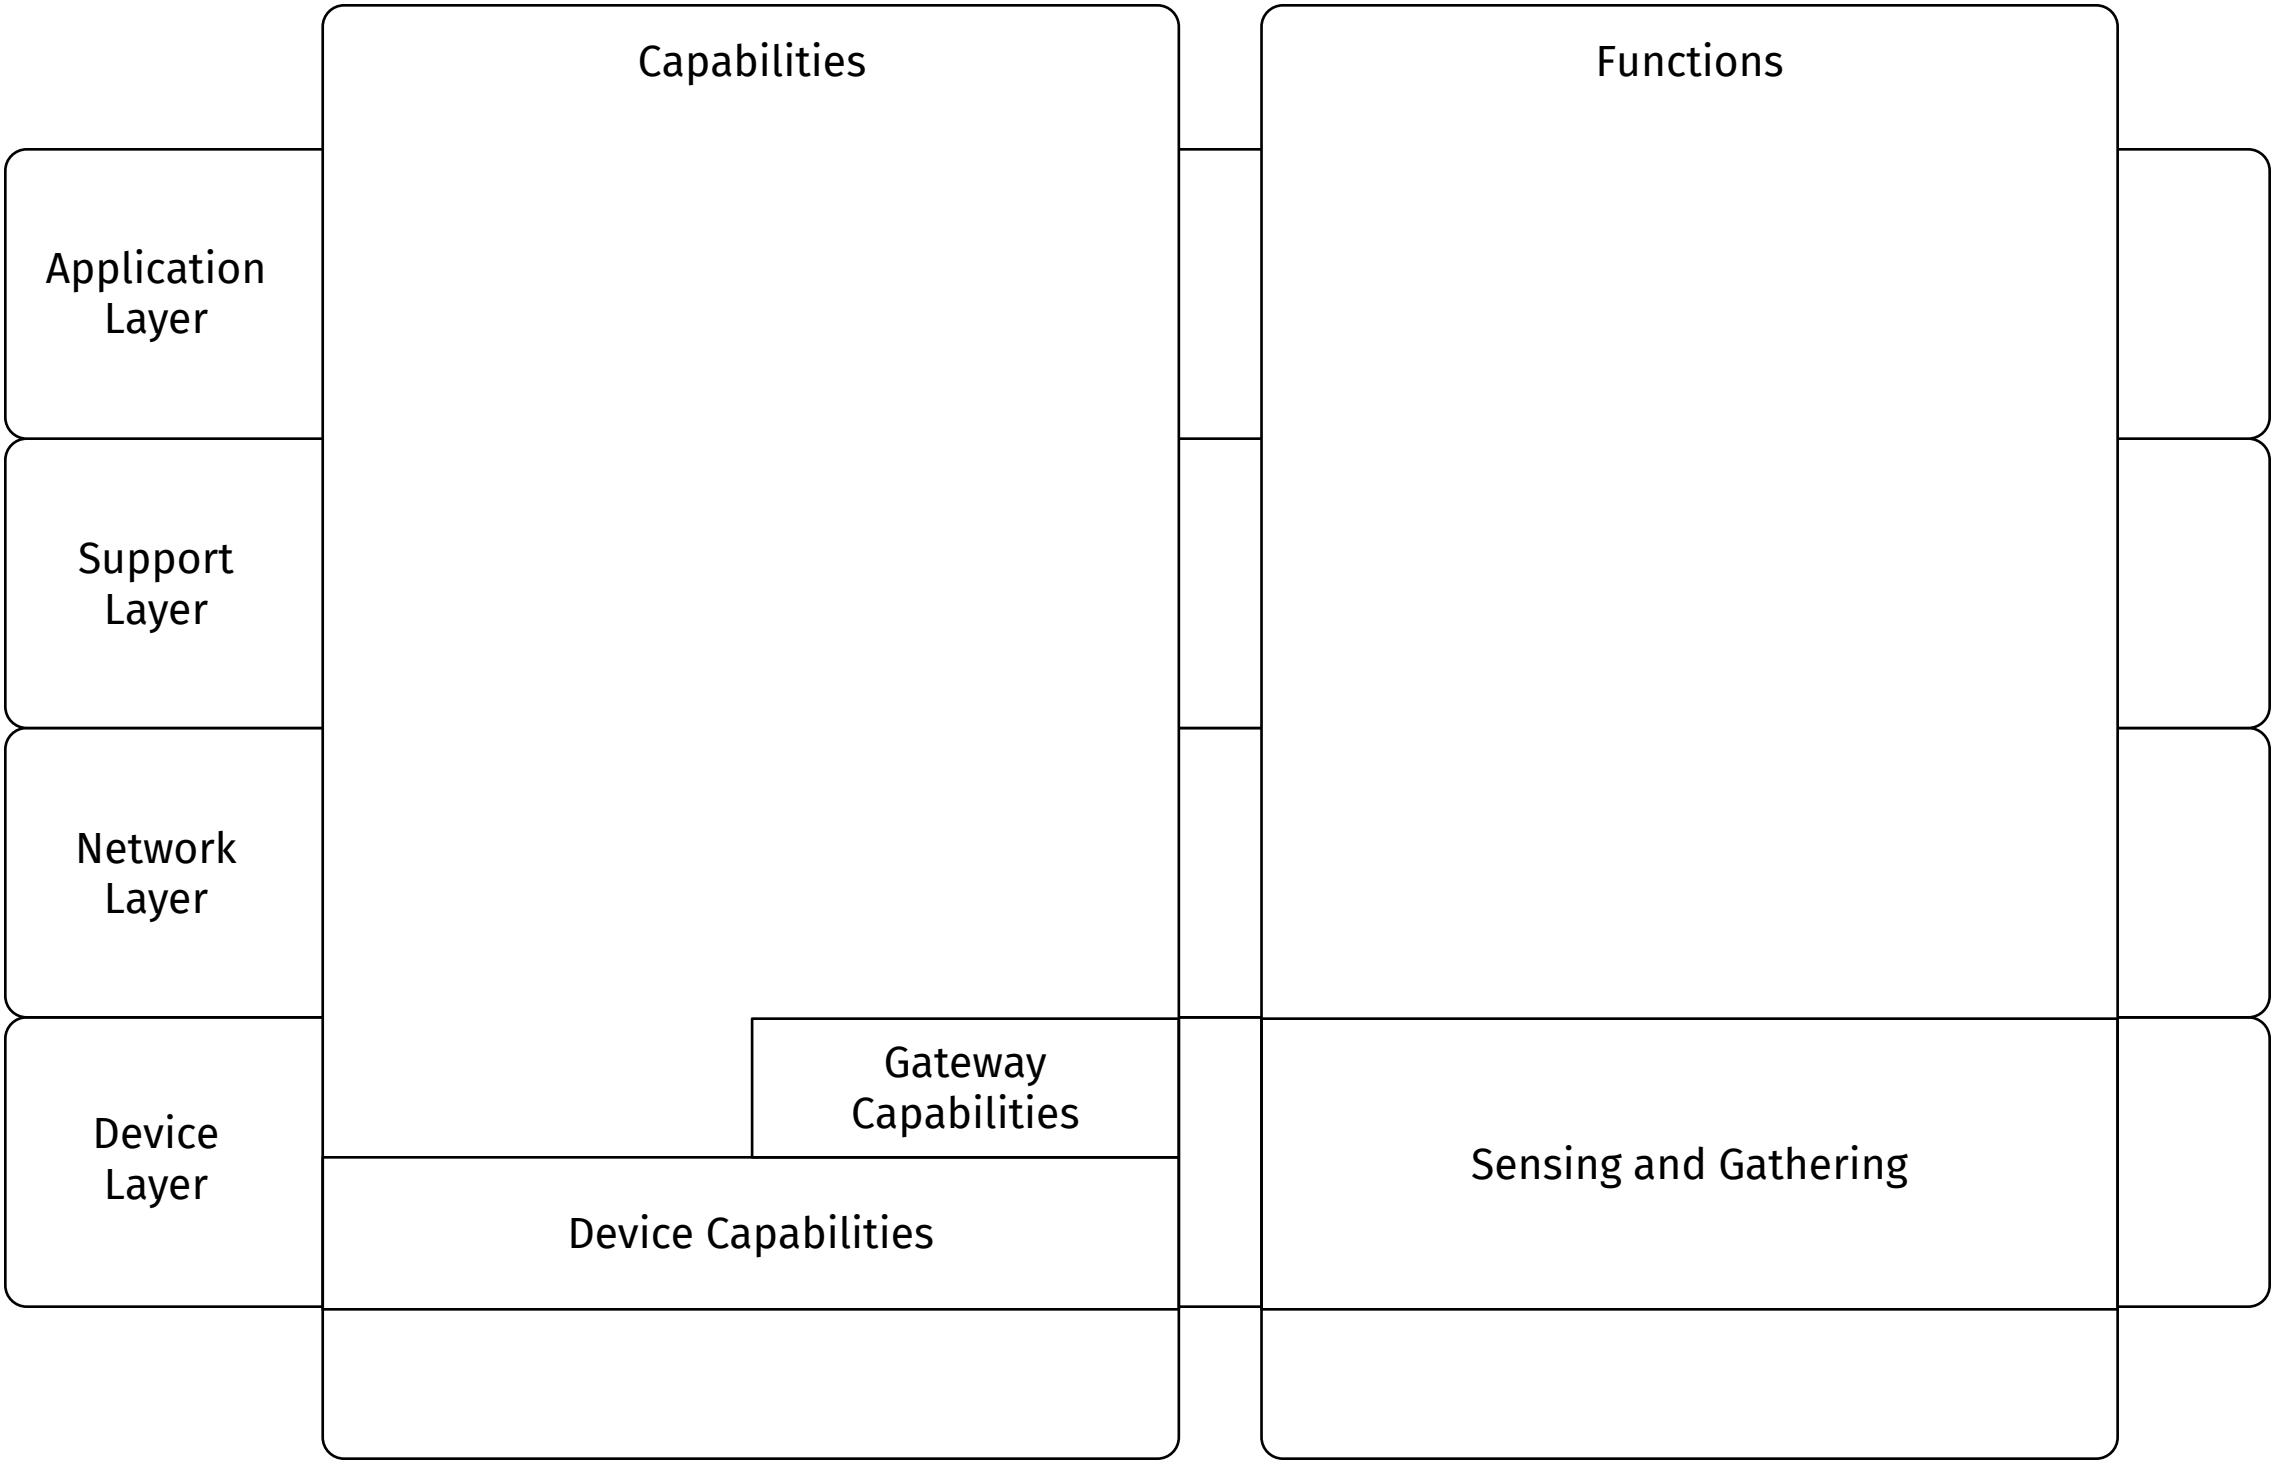 Capabilities
Functions
Application
Layer
Support
Layer
Network
Layer
Gateway
Capabilities
Device
Layer
Sensing and Gathering
Device Capabilities